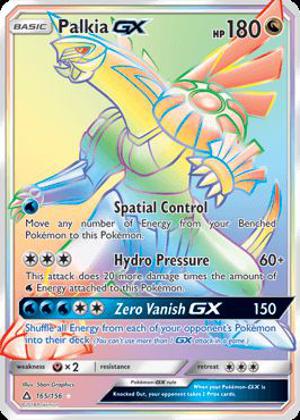 BASIC Palkia GX HP 180
Spatial Control
Move any number of Energy from your Benched
Pokémon to this Pokémon.
Hydro Pressure 60+
This attack does 20 more damage times the amount of
Energy attached to this Pokémon.
Zero Vanish GX 150
Shuffle all Energy from each of your opponent's Pokémon
into their deck. (You can't use more than 1 GX attack in a game.)
weakness ×2 resistance retreat
Illus. 5ban Graphics
Pokémon-GX rule
165/156
When your Pokémon-GX is
Knocked Out, your opponent takes 2 Prize cards.